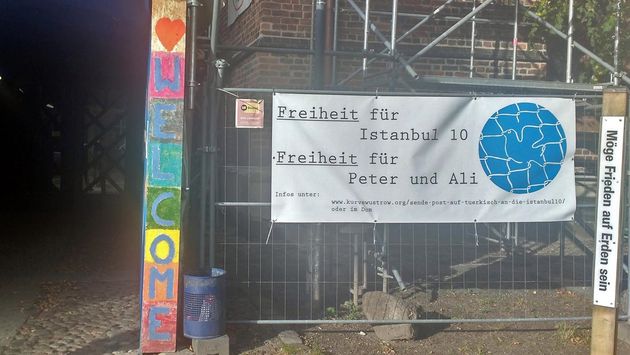 WELCOME
Freiheit für
Istanbul 10
Freiheit für
Peter und Ali
Infos unter:
www.kurvewustrow.org/sende-post-auf-tuerkisch-an-die-istanbul10/
oder im Dom
Möge Frieden auf Erden sein